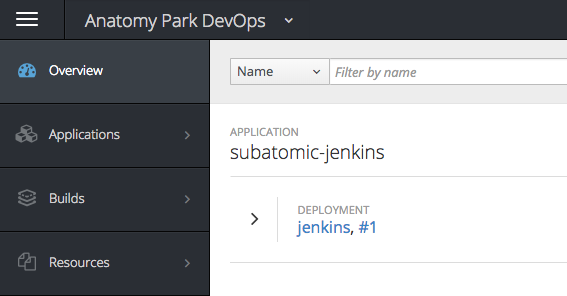 Anatomy Park DevOps
Overview
Applications
Builds
Resources
Name
Filter by name
APPLICATION
subatomic-jenkins
DEPLOYMENT
jenkins, #1